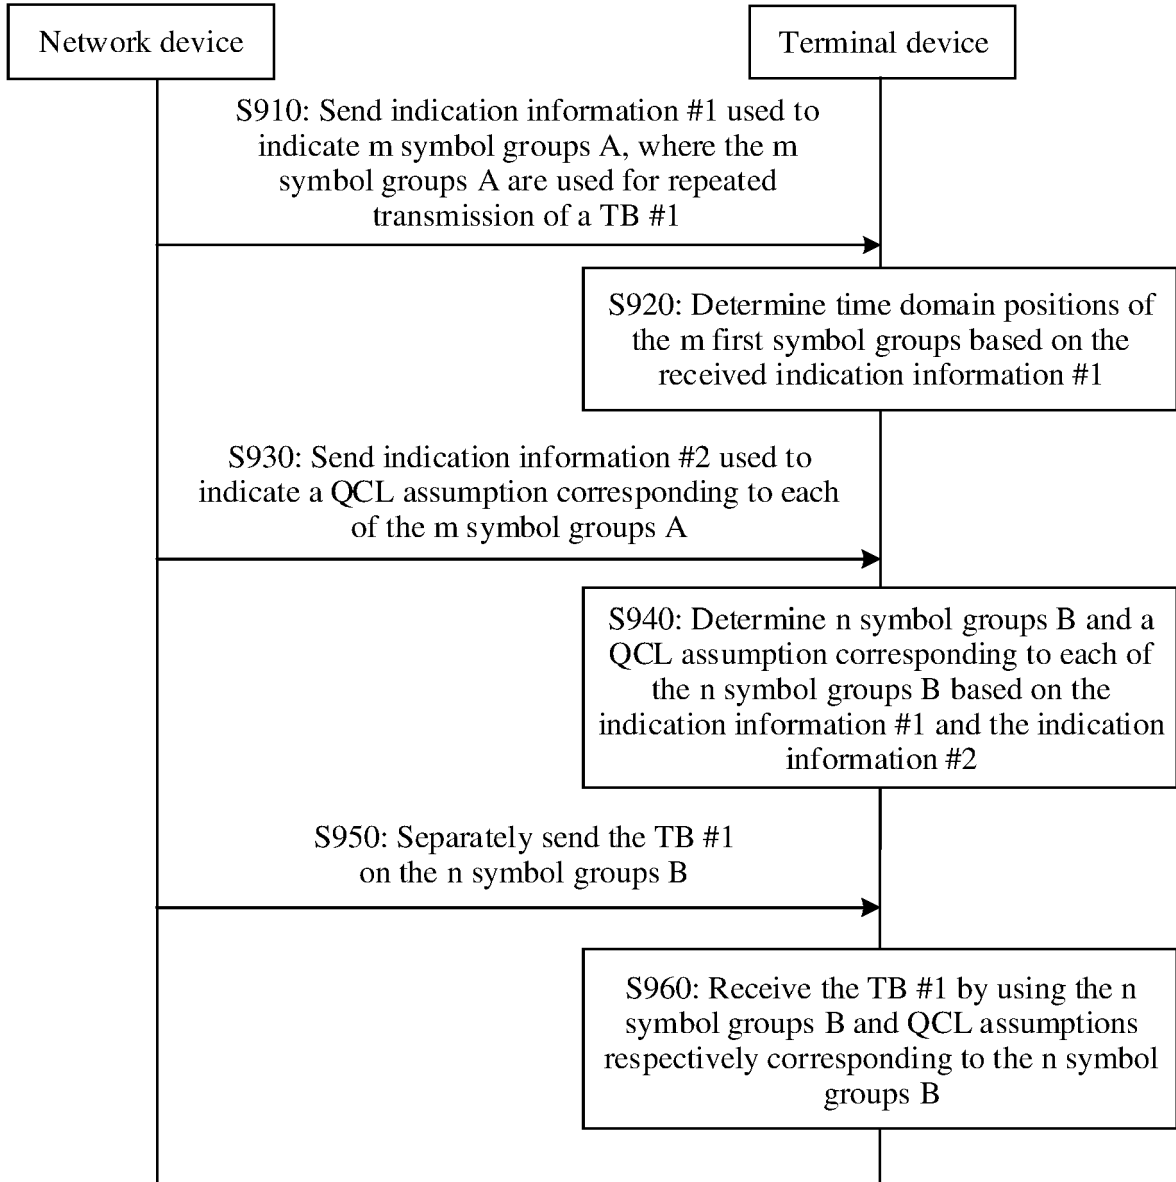 Network device
Terminal device
S910: Send indication information #1 used to
indicate m symbol groups A, where the m
symbol groups A are used for repeated
transmission of a TB #1
S920: Determine time domain positions of
the m first symbol groups based on the
received indication information #1
S930: Send indication information #2 used to
indicate a QCL assumption corresponding to each
of the m symbol groups A
S940: Determine n symbol groups B and a
QCL assumption corresponding to each of
the n symbol groups B based on the
indication information #1 and the indication
information #2
S950: Separately send the TB #1
on the n symbol groups B
S960: Receive the TB #1 by using the n
symbol groups B and QCL assumptions
respectively corresponding to the n symbol
groups B